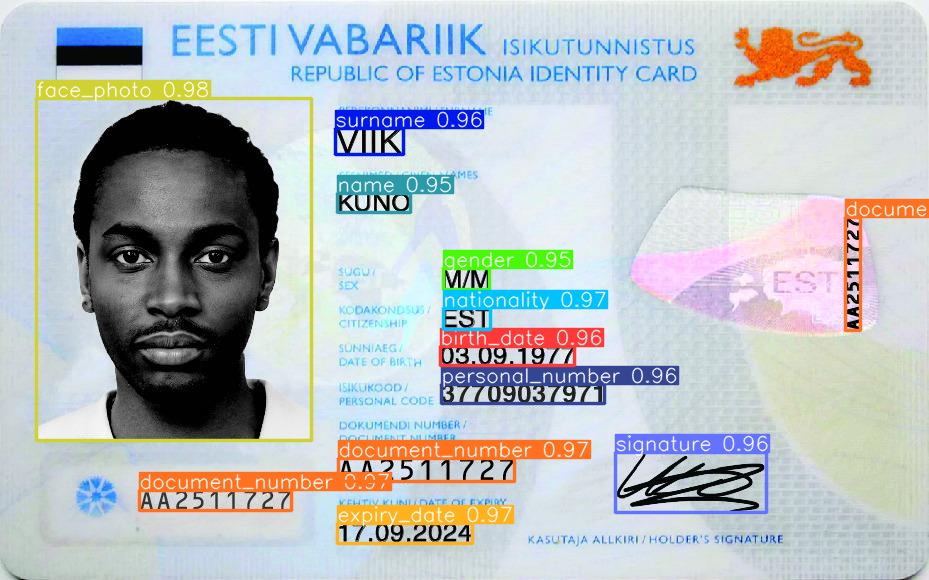 EESTI VABARIIK ISIKUTUNNISTUS
REPUBLIC OF ESTONIA IDENTITY CARD
face_photo 0.98
surname 0.96
VIIK
name 0.95
KUNO
gender 0.95
SUGU / SEX
M/M
nationality 0.97
KODAKONDSUS / CITIZENSHIP
EST
birth_date 0.96
SÜNNIAEG / DATE OF BIRTH
03.09.1977
personal_number 0.96
ISIKUKOOD / PERSONAL CODE
37709037971
DOKUMENDI NUMBER /
DOCUMENT NUMBER
document_number 0.97
AA2511727
document_number 0.97
AA2511727
KEHTIV KUNI / DATE OF EXPIRY
expiry_date 0.97
17.09.2024
signature 0.96
KASUTAJA ALLKIRI / HOLDER'S SIGNATURE
docume
AA2511727
EST